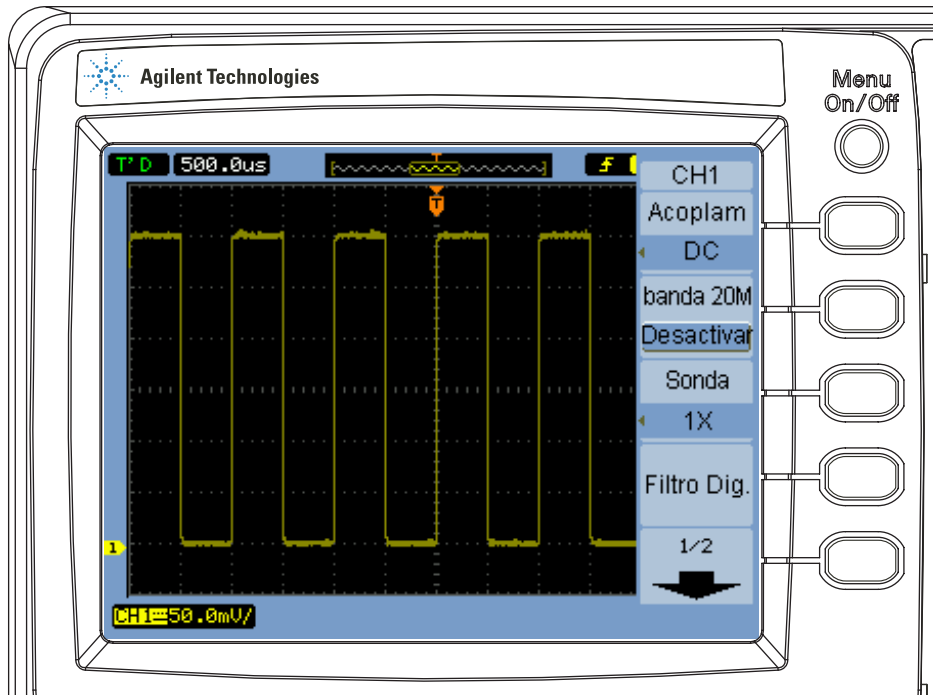 Agilent Technologies
Menu
On/Off
T'D 500.0us
T
CH1
Acoplam
DC
T
banda 20M
Desactivar
Sonda
1X
Filtro Dig.
1/2
1
CH1 50.0mV/